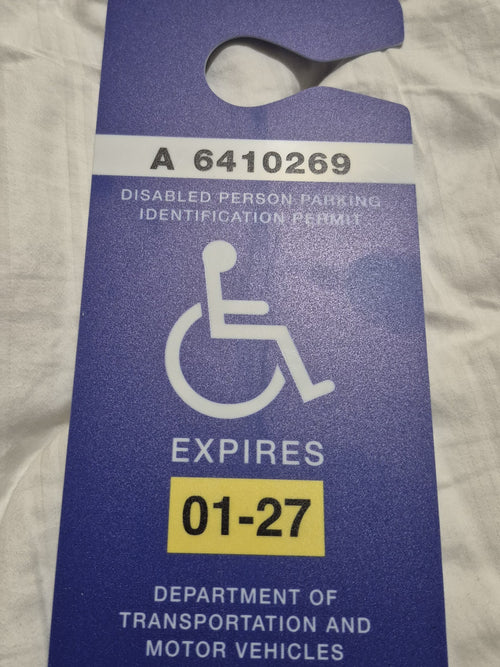 A 6410269
DISABLED PERSON PARKING
IDENTIFICATION PERMIT
EXPIRES
01-27
DEPARTMENT OF
TRANSPORTATION AND
MOTOR VEHICLES